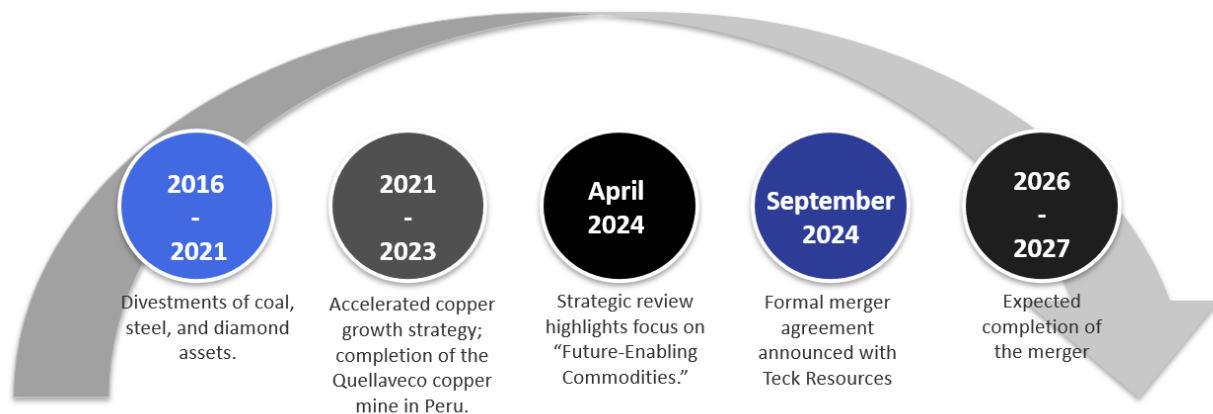 2016
-
2021
Divestments of coal,
steel, and diamond
assets.
2021
-
2023
Accelerated copper
growth strategy;
completion of the
Quellaveco copper
mine in Peru.
April
2024
Strategic review
highlights focus on
“Future-Enabling
Commodities.”
September
2024
Formal merger
agreement
announced with
Teck Resources
2026
-
2027
Expected
completion of
the merger